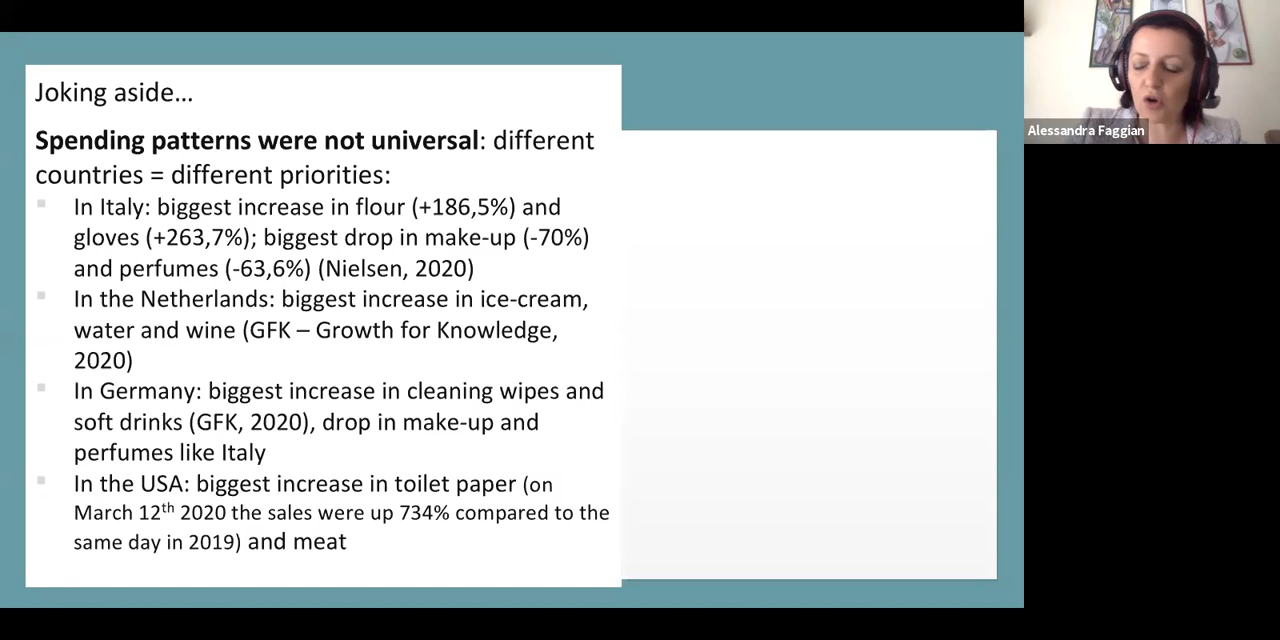 Joking aside…
Spending patterns were not universal: different
countries = different priorities:
In Italy: biggest increase in flour (+186,5%) and
gloves (+263,7%); biggest drop in make-up (-70%)
and perfumes (-63,6%) (Nielsen, 2020)
In the Netherlands: biggest increase in ice-cream,
water and wine (GFK – Growth for Knowledge,
2020)
In Germany: biggest increase in cleaning wipes and
soft drinks (GFK, 2020), drop in make-up and
perfumes like Italy
In the USA: biggest increase in toilet paper (on
March 12th 2020 the sales were up 734% compared to the
same day in 2019) and meat
Alessandra Faggian